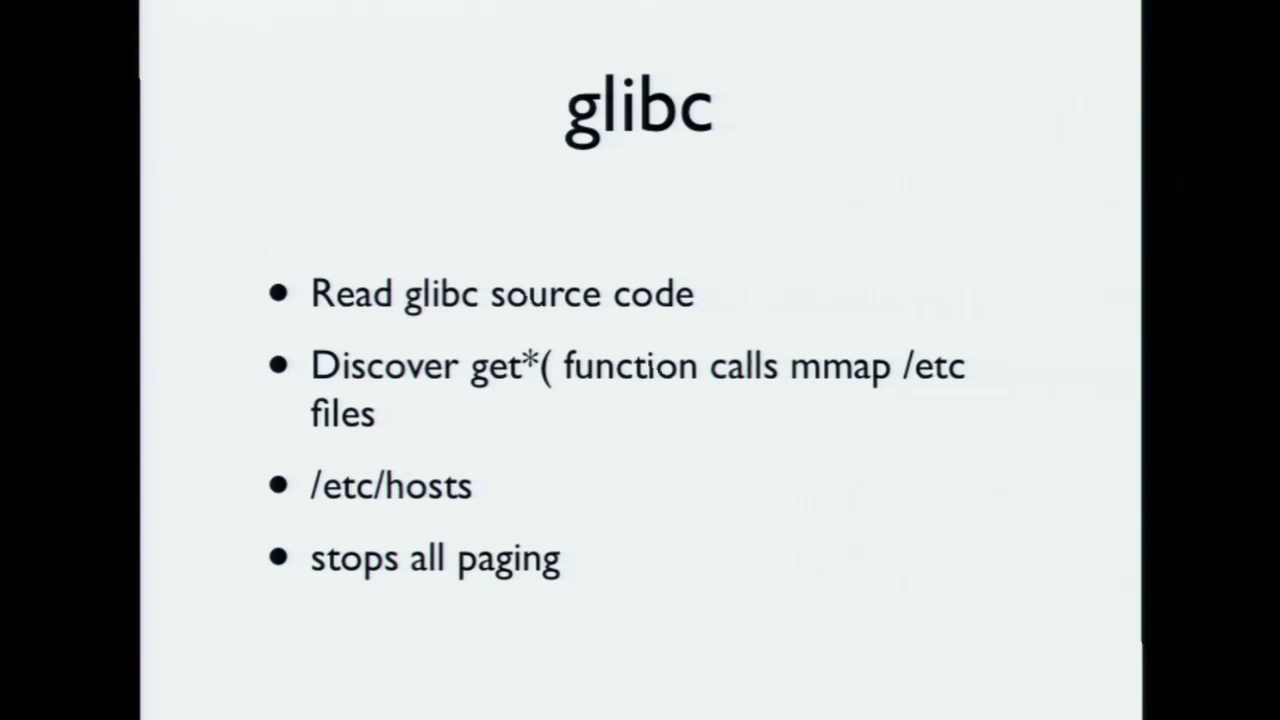 glibc
• Read glibc source code
• Discover get*( function calls mmap /etc
files
• /etc/hosts
• stops all paging